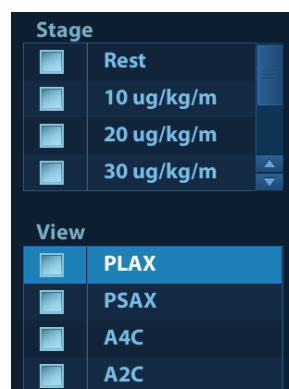 Stage
Rest
10 ug/kg/m
20 ug/kg/m
30 ug/kg/m
View
PLAX
PSAX
A4C
A2C